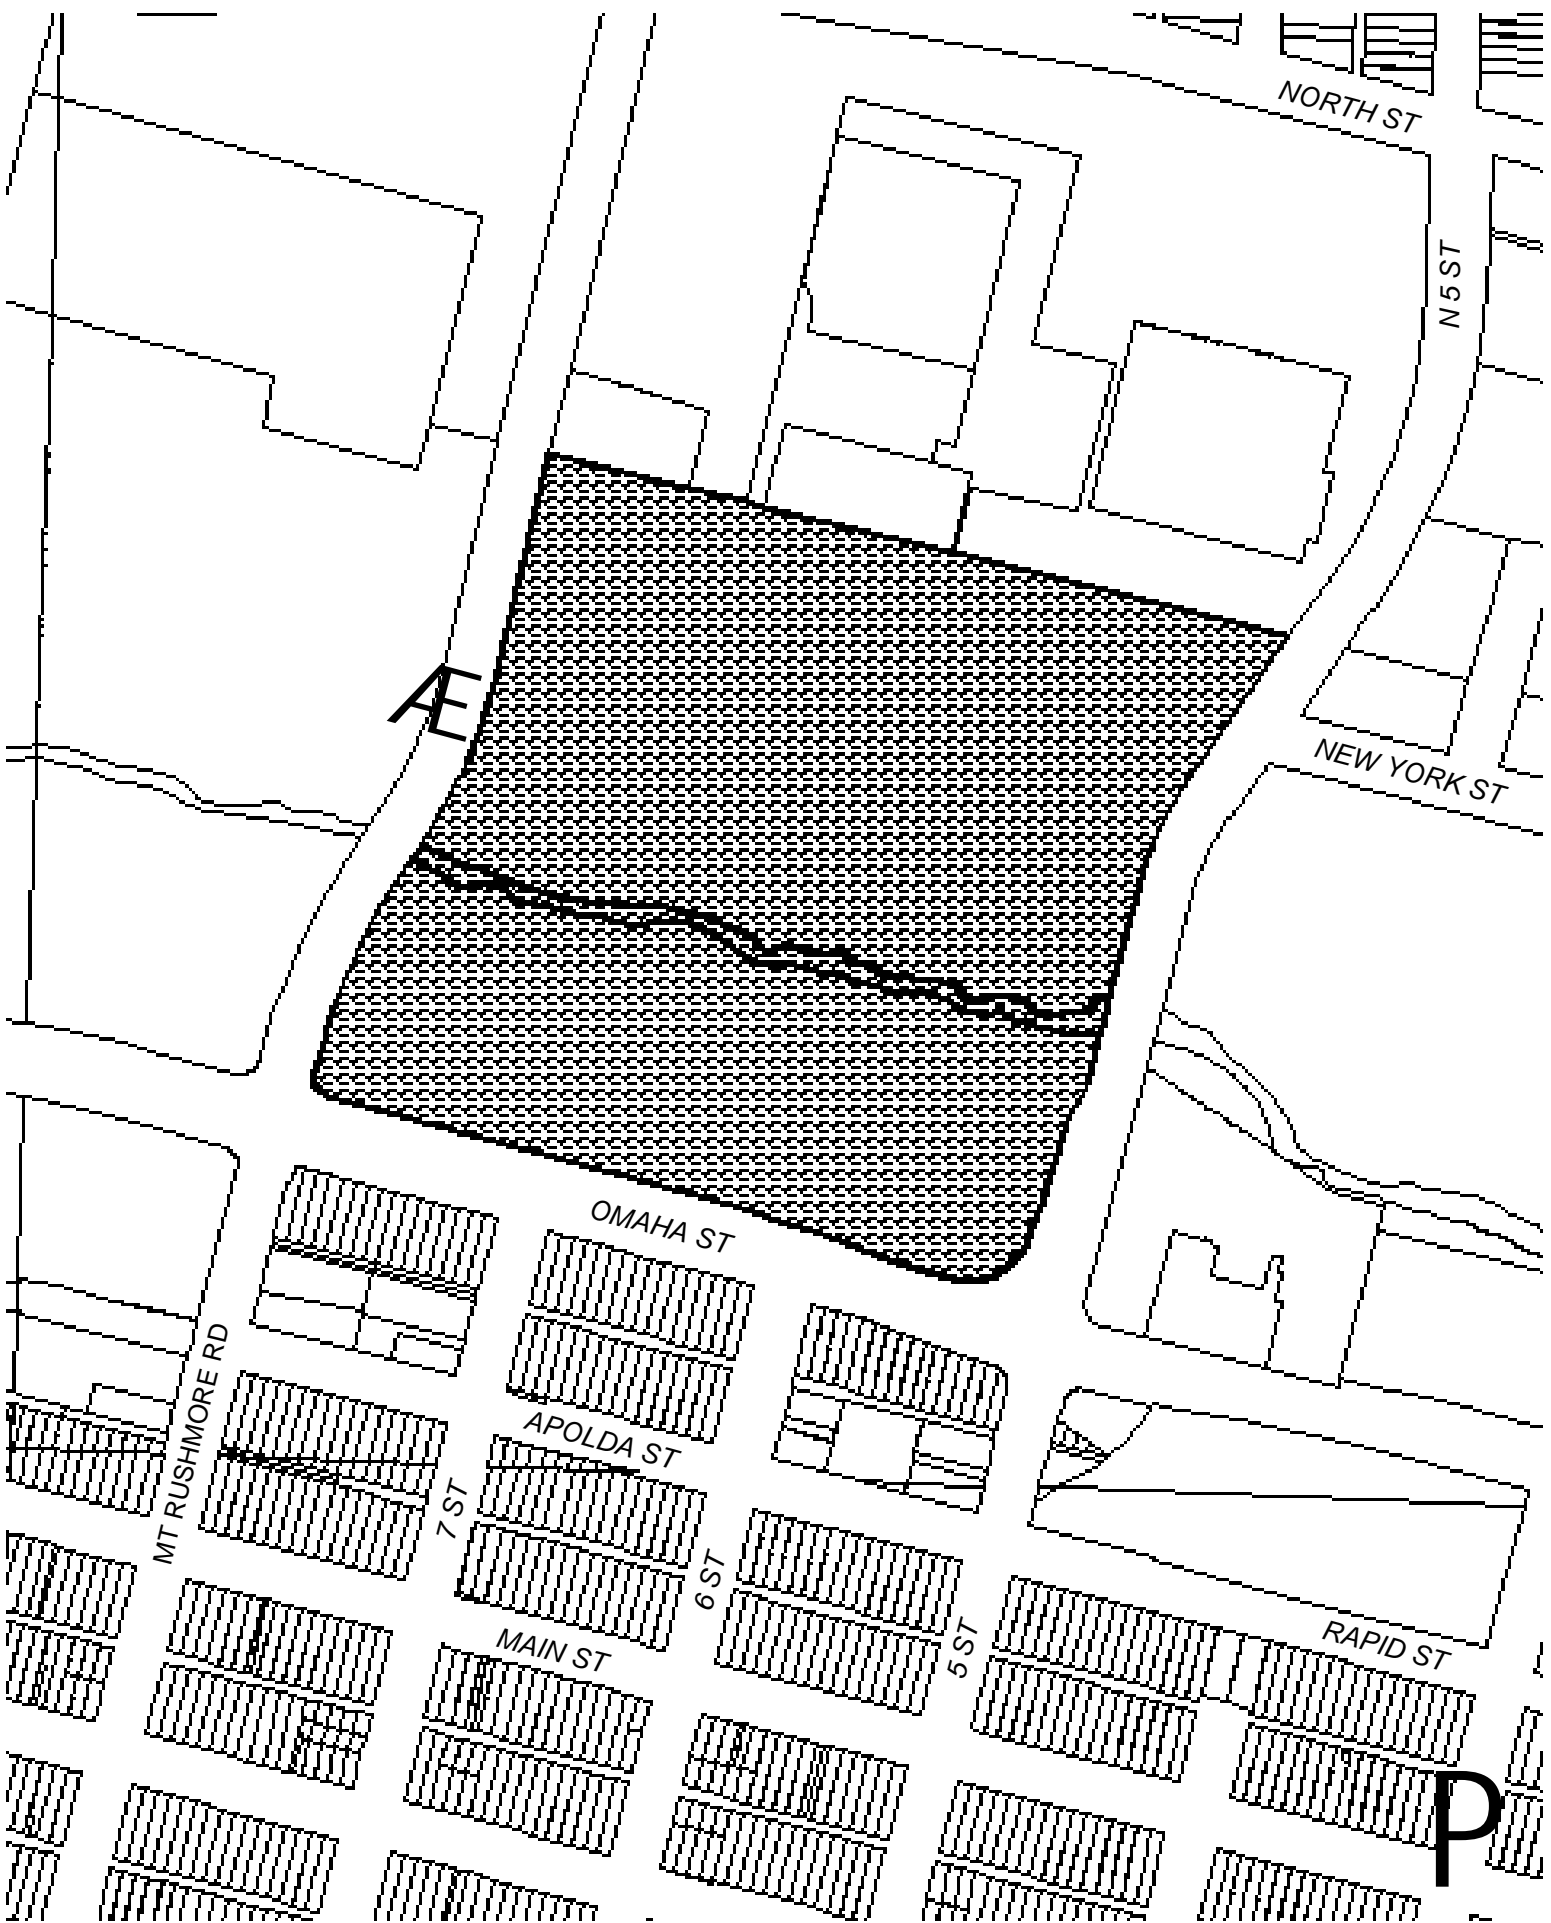 NORTH ST
N 5 ST
Æ
NEW YORK ST
OMAHA ST
MT RUSHMORE RD
APOLDA ST
7 ST
6 ST
5 ST
MAIN ST
RAPID ST
P